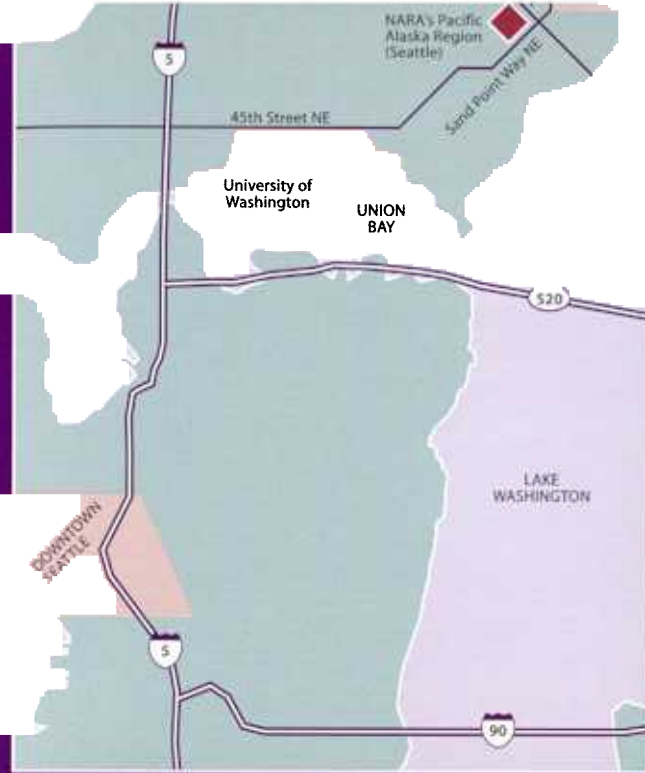 NARA's Pacific
Alaska Region
(Seattle)
5
Sand Point Way NE
45th Street NE
University of
Washington
UNION
BAY
520
LAKE
WASHINGTON
DOWNTOWN
SEATTLE
5
90